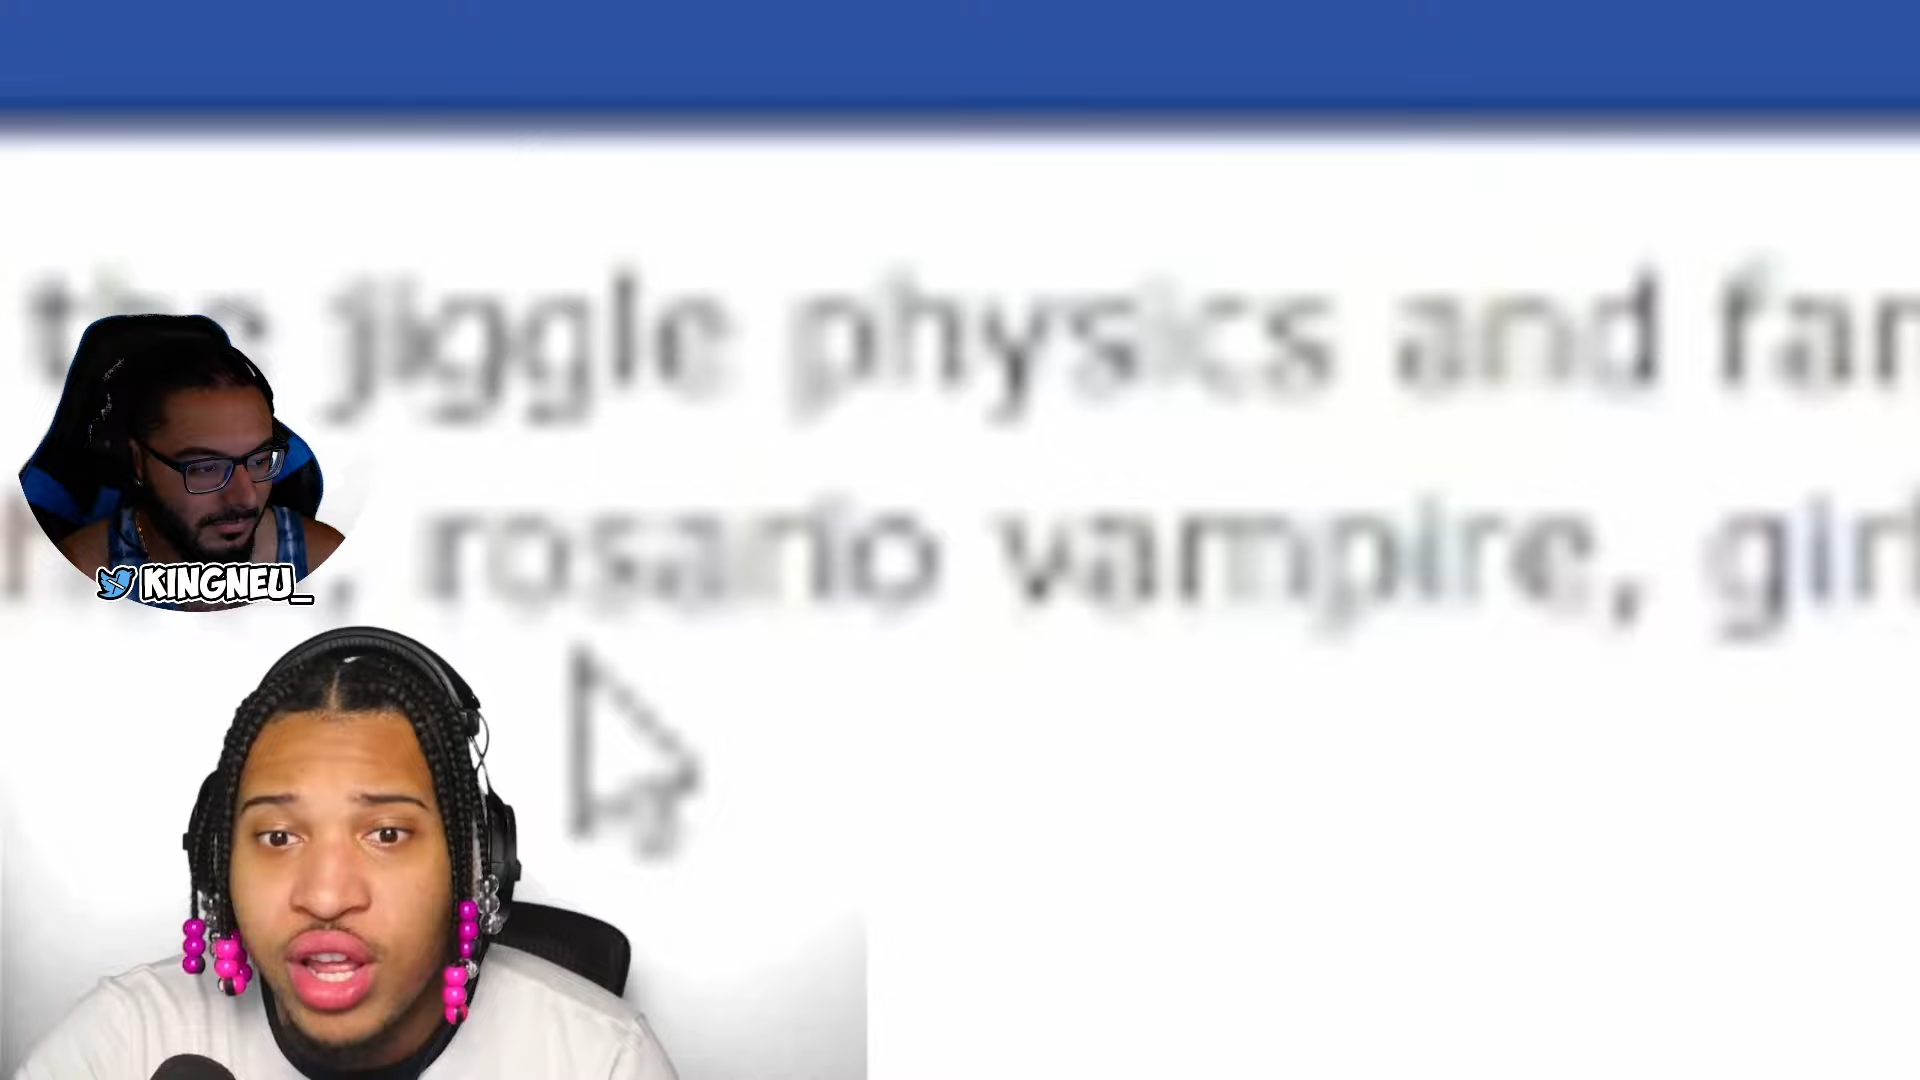 the jiggle physics and fan
, rosario vampire, girl
KINGNEU_